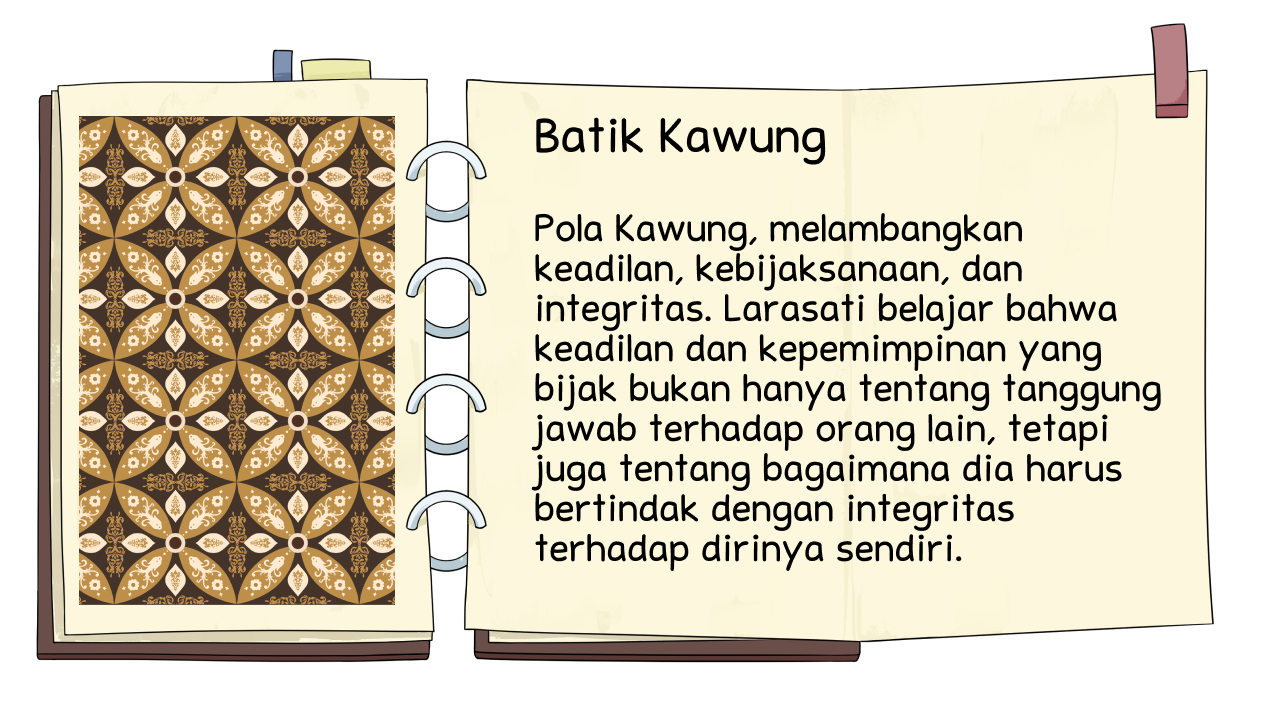 Batik Kawung
Pola Kawung, melambangkan
keadilan, kebijaksanaan, dan
integritas. Larasati belajar bahwa
keadilan dan kepemimpinan yang
bijak bukan hanya tentang tanggung
jawab terhadap orang lain, tetapi
juga tentang bagaimana dia harus
bertindak dengan integritas
terhadap dirinya sendiri.